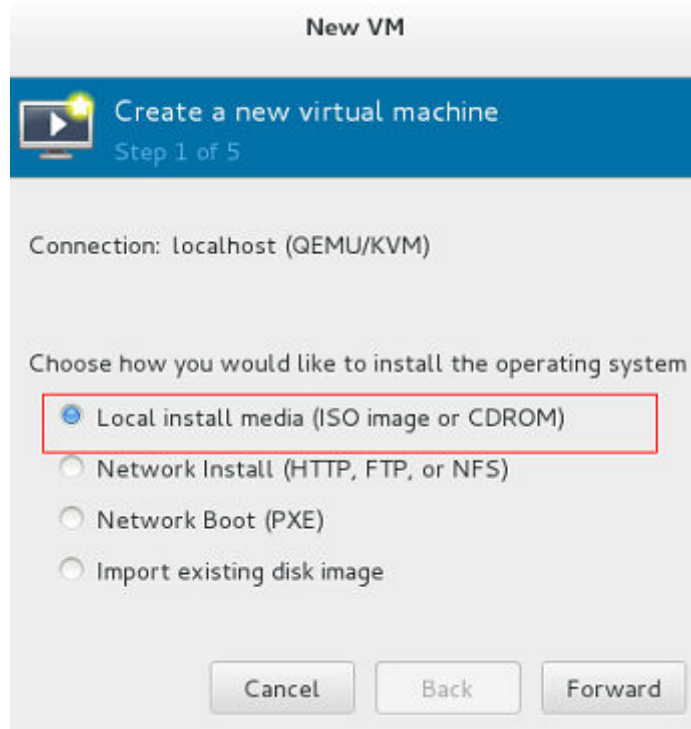 New VM
Create a new virtual machine
Step 1 of 5
Connection: localhost (QEMU/KVM)
Choose how you would like to install the operating system
Local install media (ISO image or CDROM)
Network Install (HTTP, FTP, or NFS)
Network Boot (PXE)
Import existing disk image
Cancel Back Forward